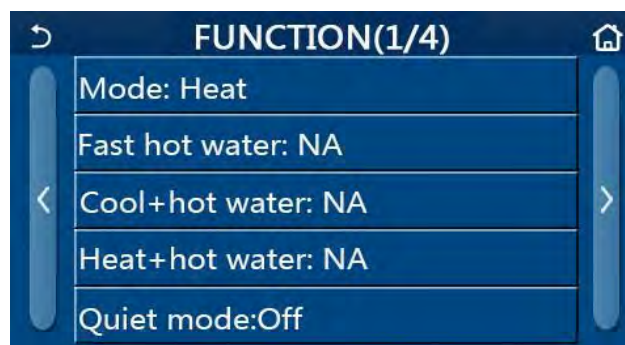 FUNCTION(1/4)
Mode: Heat
Fast hot water: NA
Cool+hot water: NA
Heat+hot water: NA
Quiet mode:Off